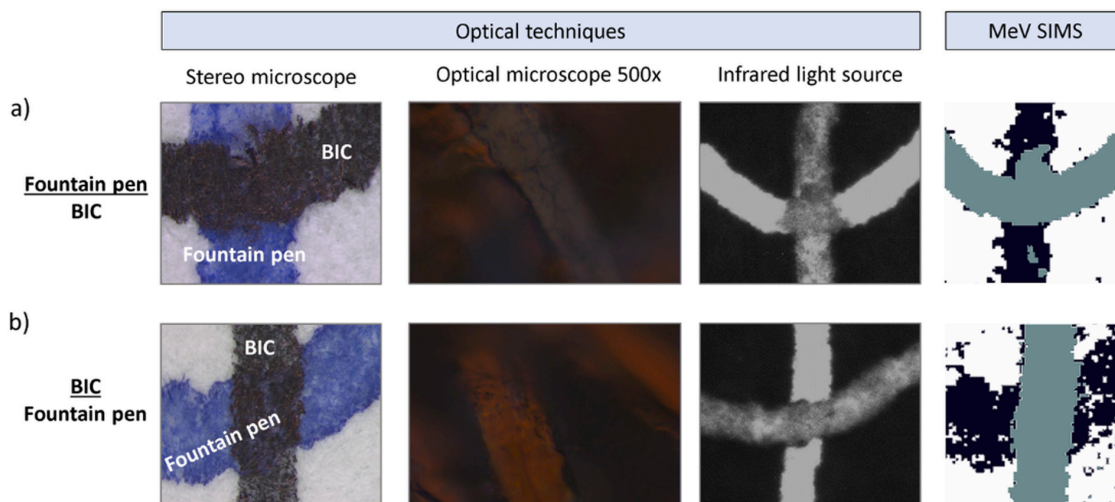 Optical techniques
MeV SIMS
Stereo microscope
Optical microscope 500x
Infrared light source
a)
Fountain pen
BIC
BIC
Fountain pen
b)
BIC
Fountain pen
BIC
Fountain pen